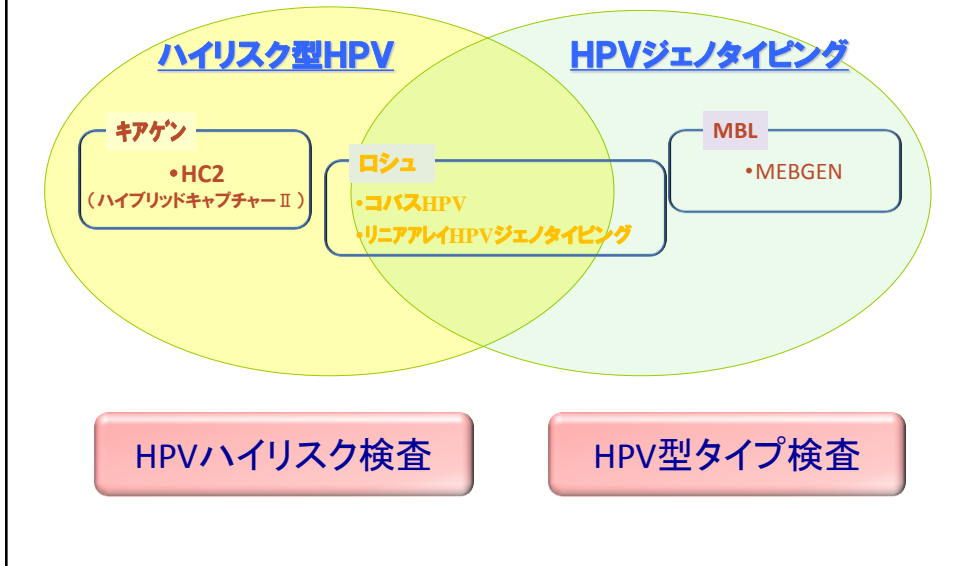 ハイリスク型HPV
HPVジェノタイピング
キアゲン
•HC2
（ハイブリッドキャプチャーⅡ）
ロシュ
•コバスHPV
•リニアアレイHPVジェノタイピング
MBL
•MEBGEN
HPVハイリスク検査
HPV型タイプ検査